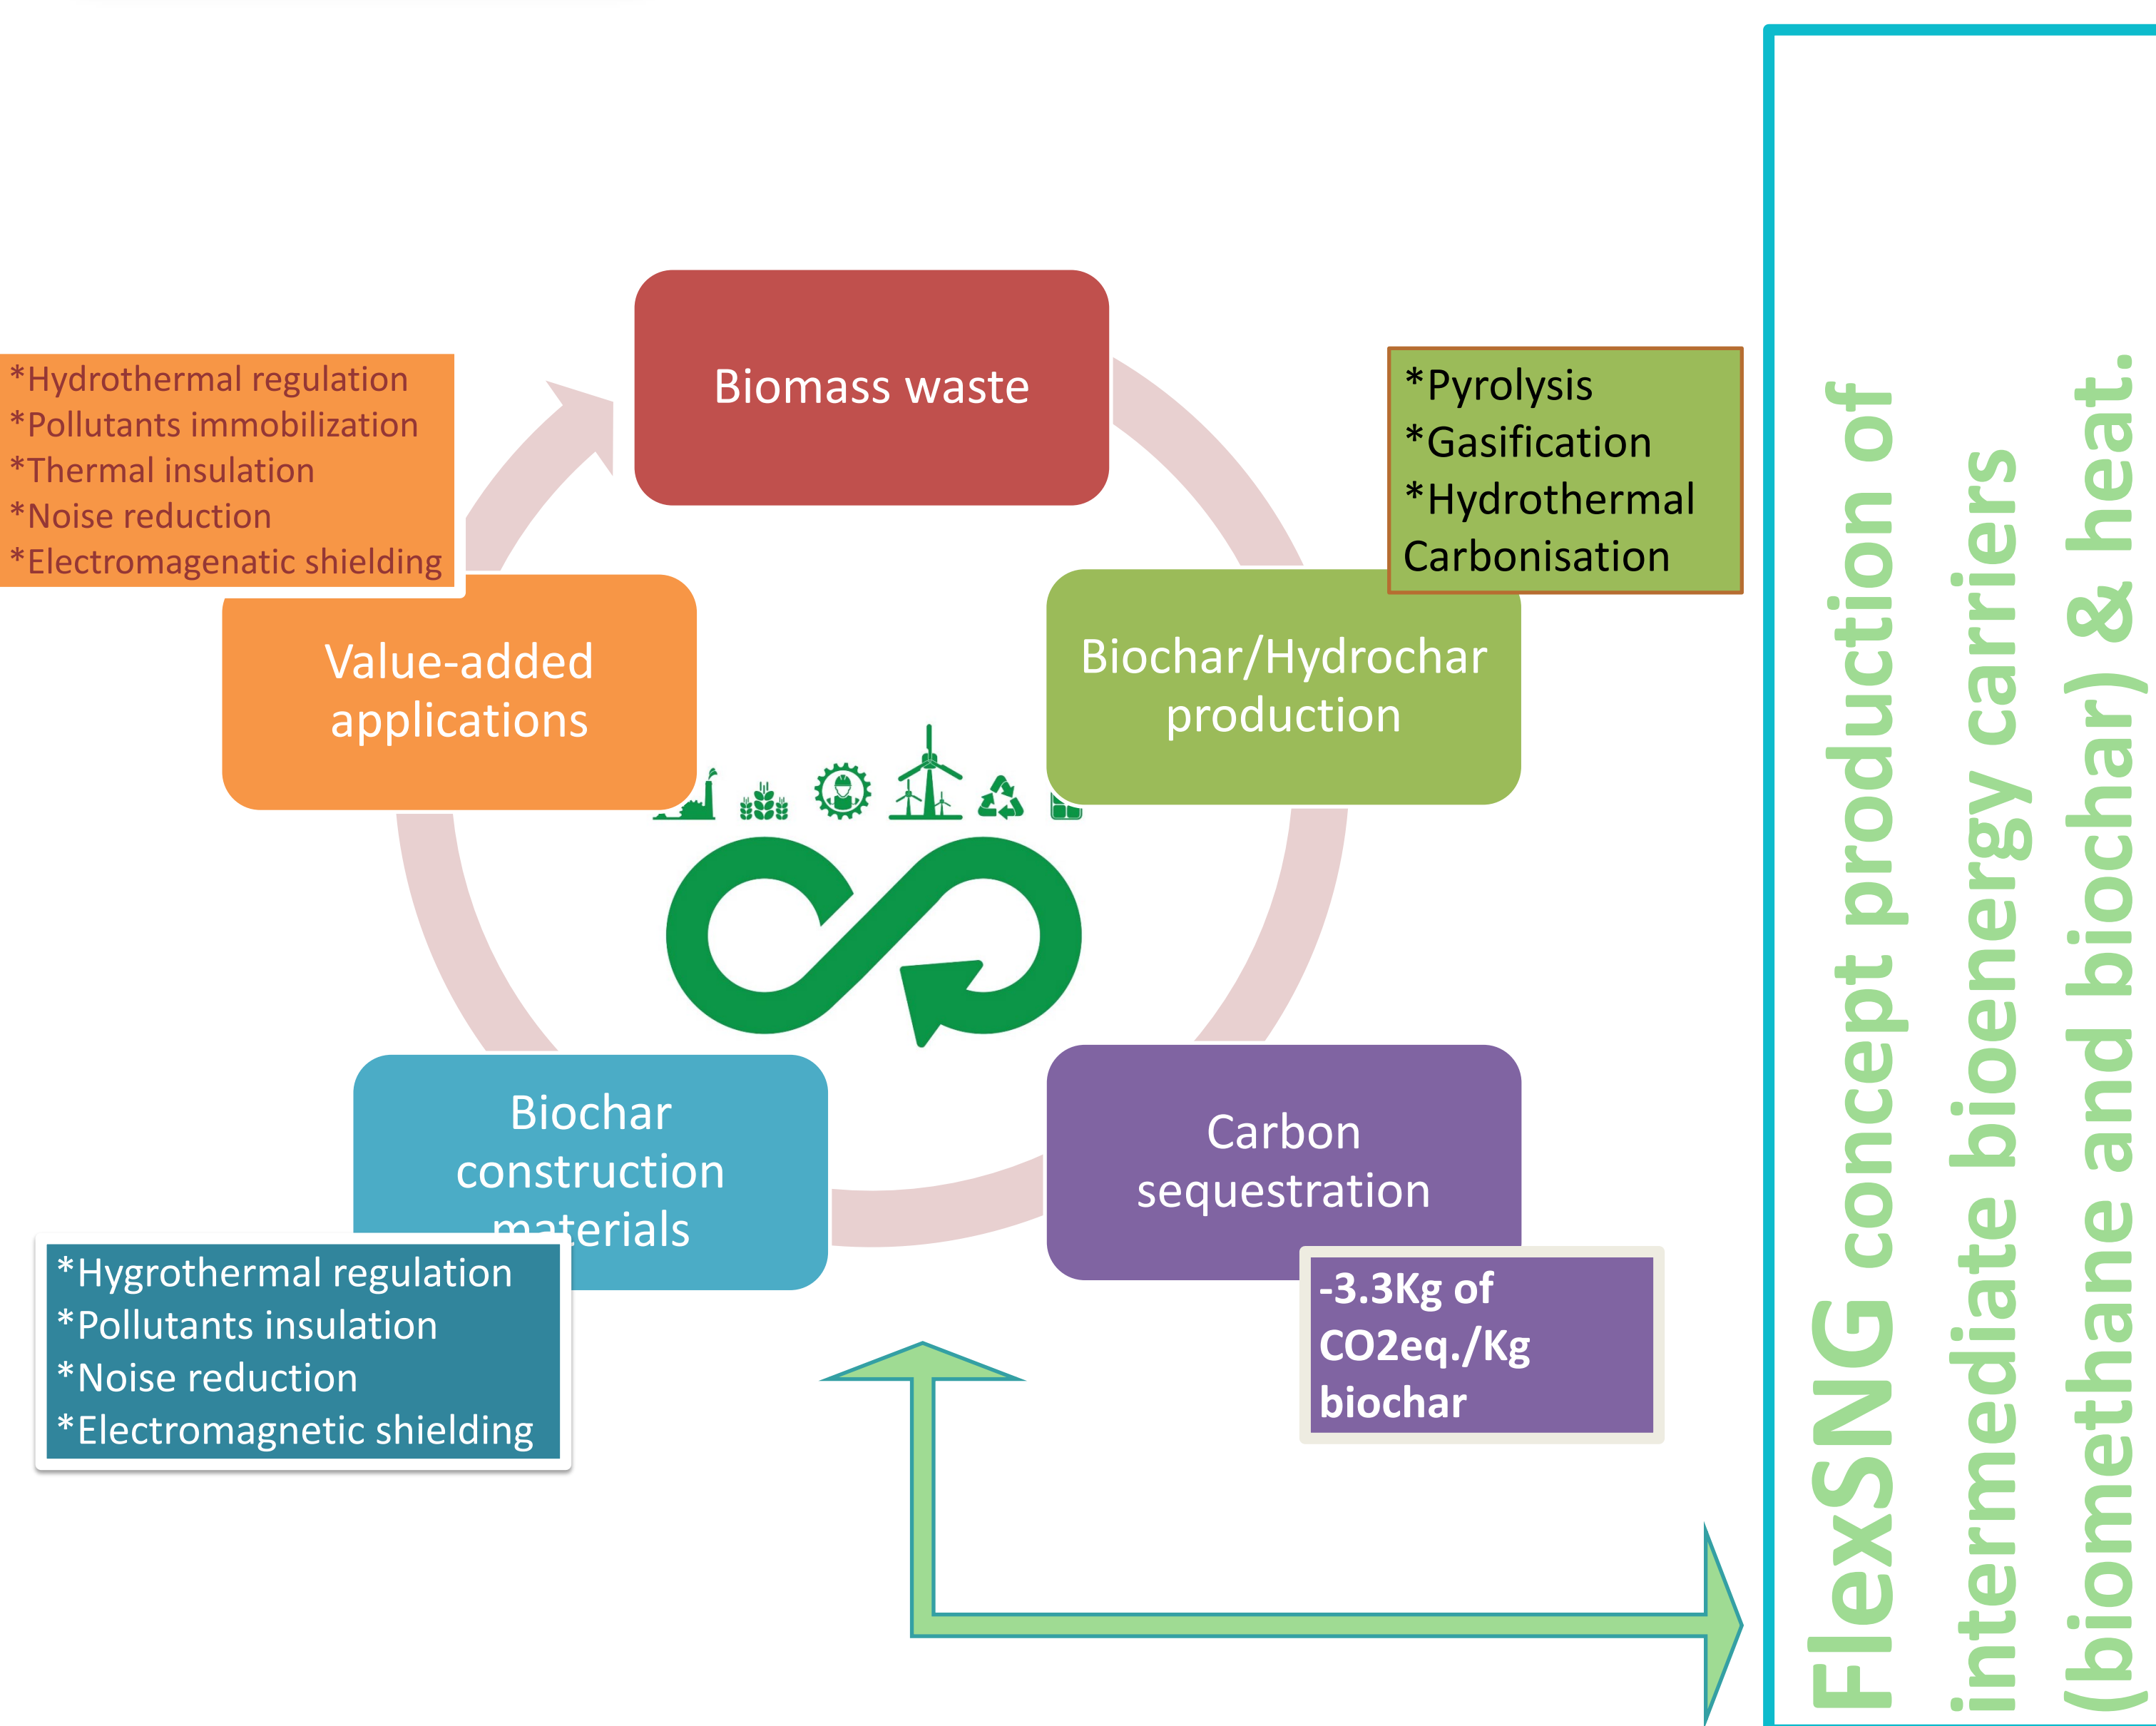 Biomass waste
*Pyrolysis
*Gasification
*Hydrothermal
Carbonisation
Biochar/Hydrochar
production
Carbon
sequestration
-3.3Kg of
CO2eq./Kg
biochar
Biochar
construction
materials
*Hygrothermal regulation
*Pollutants insulation
*Noise reduction
*Electromagnetic shielding
Value-added
applications
*Hydrothermal regulation
*Pollutants immobilization
*Thermal insulation
*Noise reduction
*Electromagenatic shielding
FlexSNG concept production of
intermediate bioenergy carriers
(biomethane and biochar) & heat.